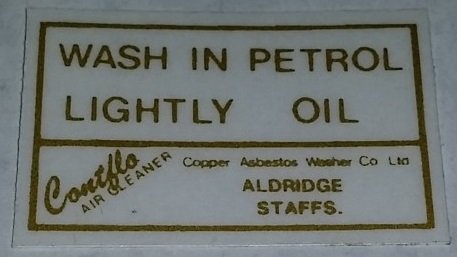 WASH IN PETROL
LIGHTLY OIL
Coniflo
AIR CLEANER
Copper Asbestos Washer Co Ltd
ALDRIDGE
STAFFS.